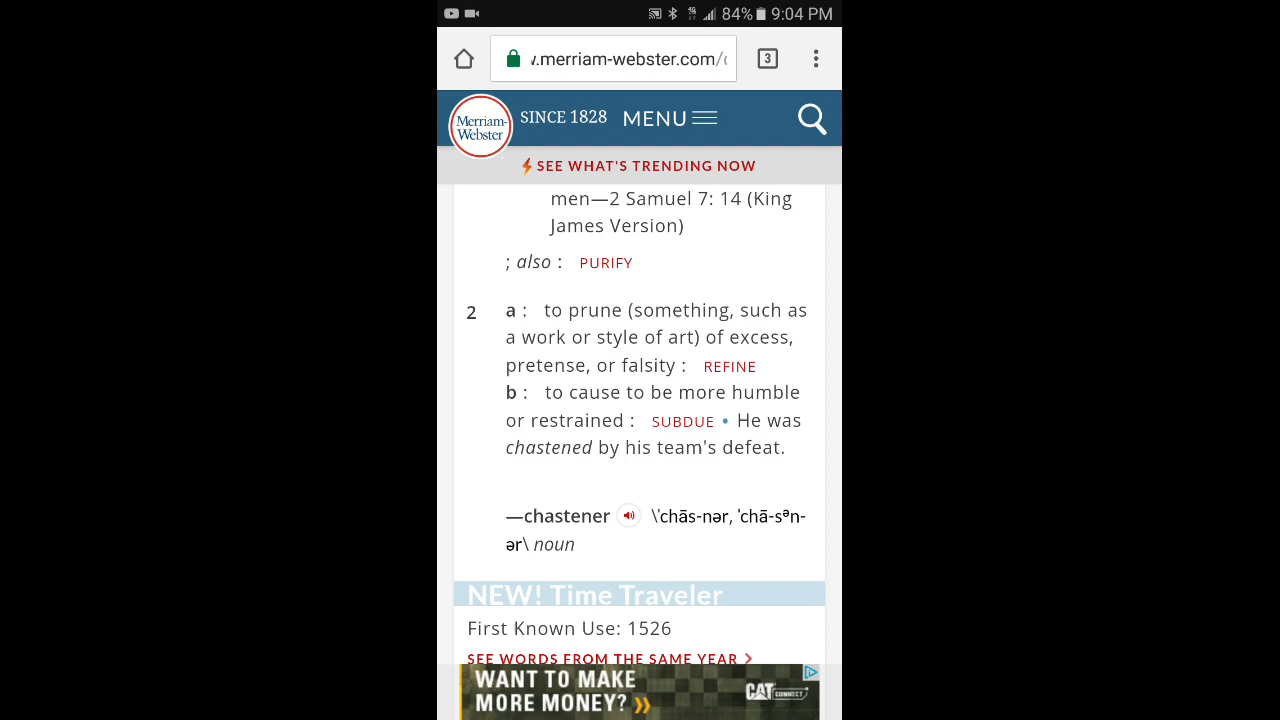 84% 9:04 PM
.merriam-webster.com/
3
Merriam-
Webster
SINCE 1828 MENU
SEE WHAT'S TRENDING NOW
men—2 Samuel 7: 14 (King
James Version)
; also : PURIFY
2 a : to prune (something, such as
a work or style of art) of excess,
pretense, or falsity : REFINE
b : to cause to be more humble
or restrained : SUBDUE • He was
chastened by his team's defeat.
—chastener \ˈchās-nər, ˈchā-sᵊn-
ər\ noun
NEW! Time Traveler
First Known Use: 1526
SEE WORDS FROM THE SAME YEAR >
WANT TO MAKE
MORE MONEY? »
CAT CONNECT